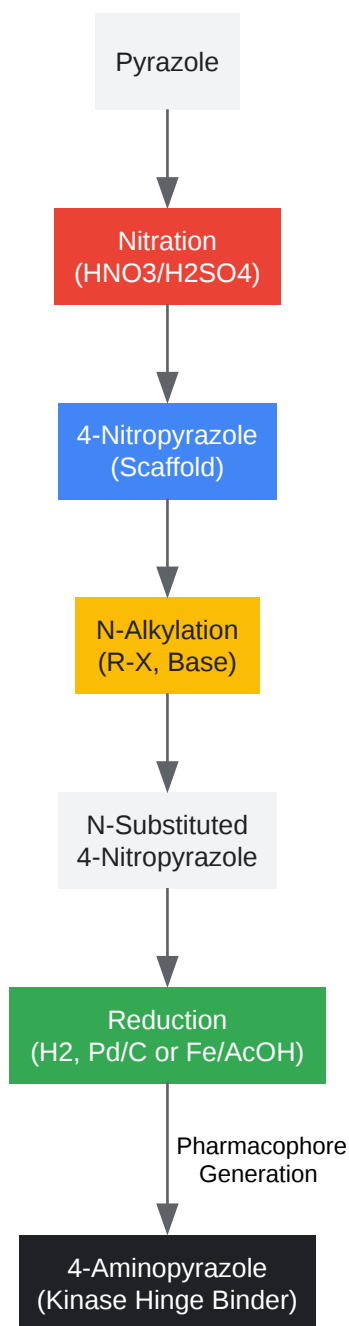 Pyrazole
Nitration
(HNO3/H2SO4)
4-Nitropyrazole
(Scaffold)
N-Alkylation
(R-X, Base)
N-Substituted
4-Nitropyrazole
Reduction
(H2, Pd/C or Fe/AcOH)
Pharmacophore
Generation
4-Aminopyrazole
(Kinase Hinge Binder)